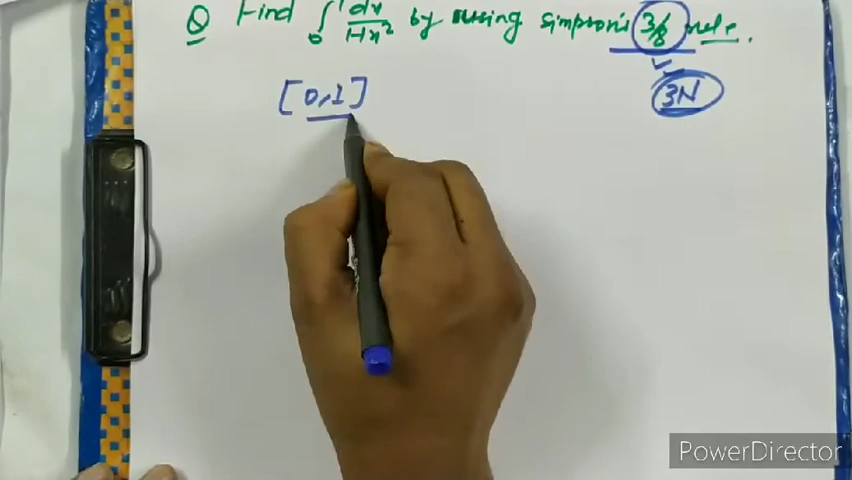 Q Find ∫₀¹ dx/1+x² by using simpson's 3/8 rule.
[0,1]
3N
PowerDirector